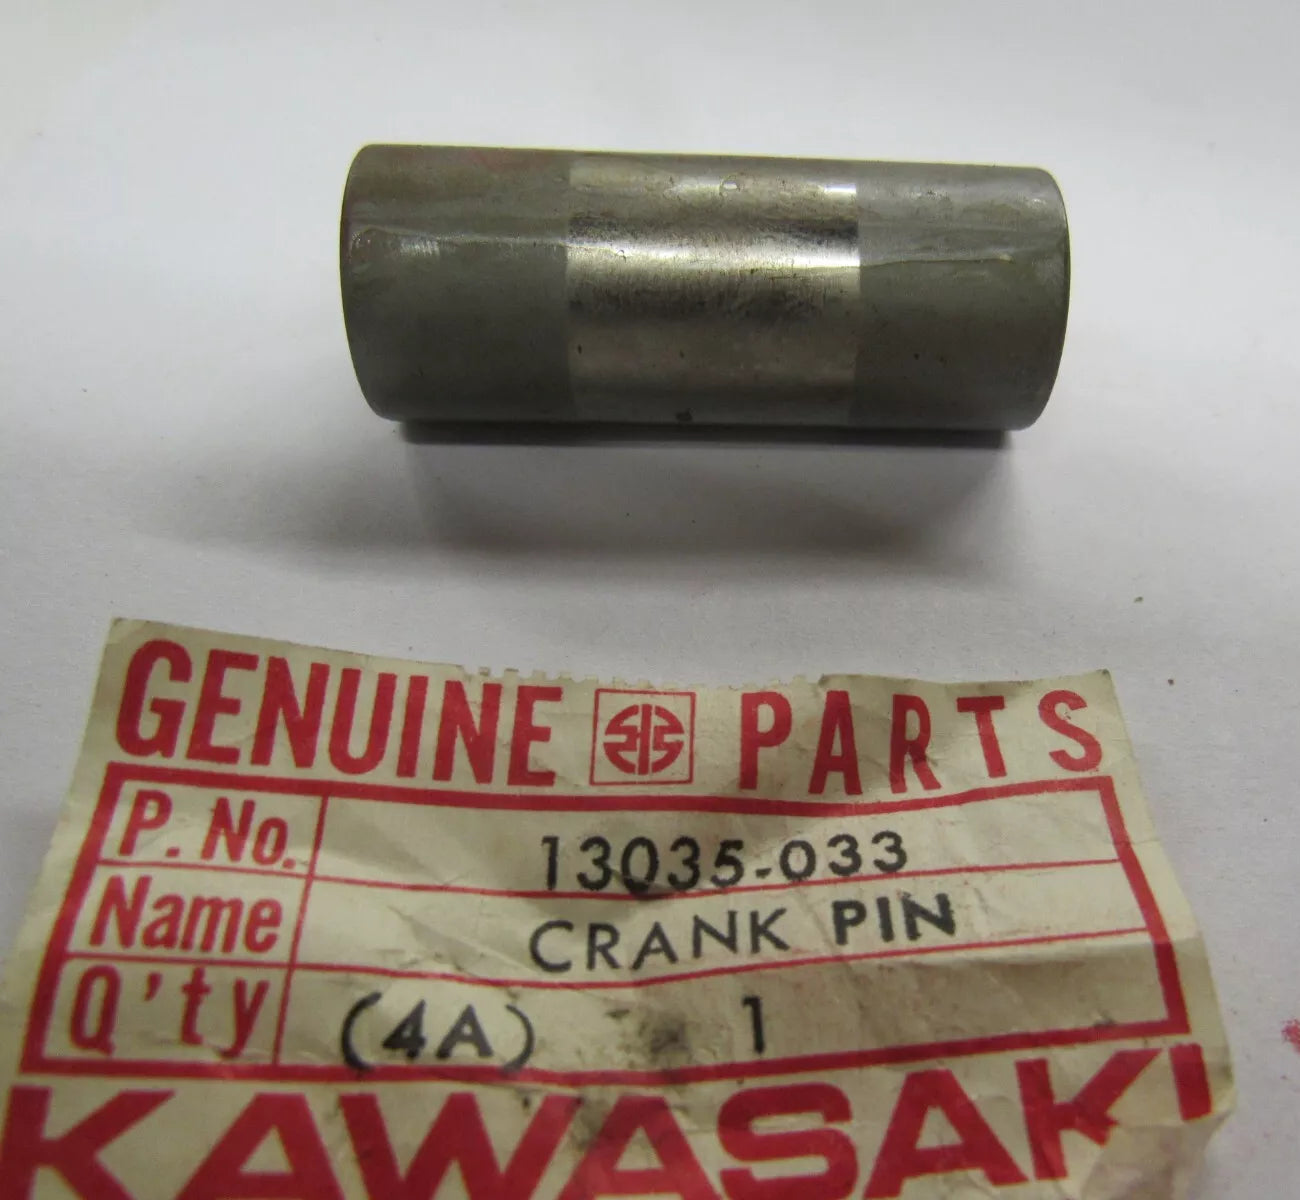 GENUINE PARTS
P. No. 13035-033
Name CRANK PIN
Q'ty (4A) 1
KAWASAKI